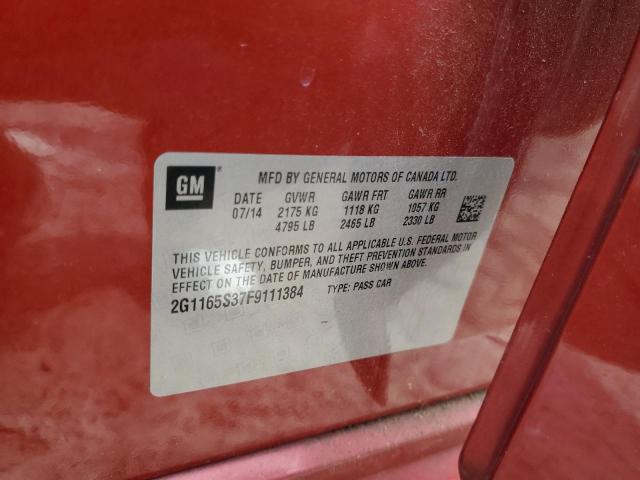 GM
MFD BY GENERAL MOTORS OF CANADA LTD.
DATE GVWR GAWR FRT GAWR RR
07/14 2175 KG 1118 KG 1057 KG
4795 LB 2465 LB 2330 LB
THIS VEHICLE CONFORMS TO ALL APPLICABLE U.S. FEDERAL MOTOR
VEHICLE SAFETY, BUMPER, AND THEFT PREVENTION STANDARDS IN
EFFECT ON THE DATE OF MANUFACTURE SHOWN ABOVE.
2G1165S37F9111384 TYPE: PASS CAR